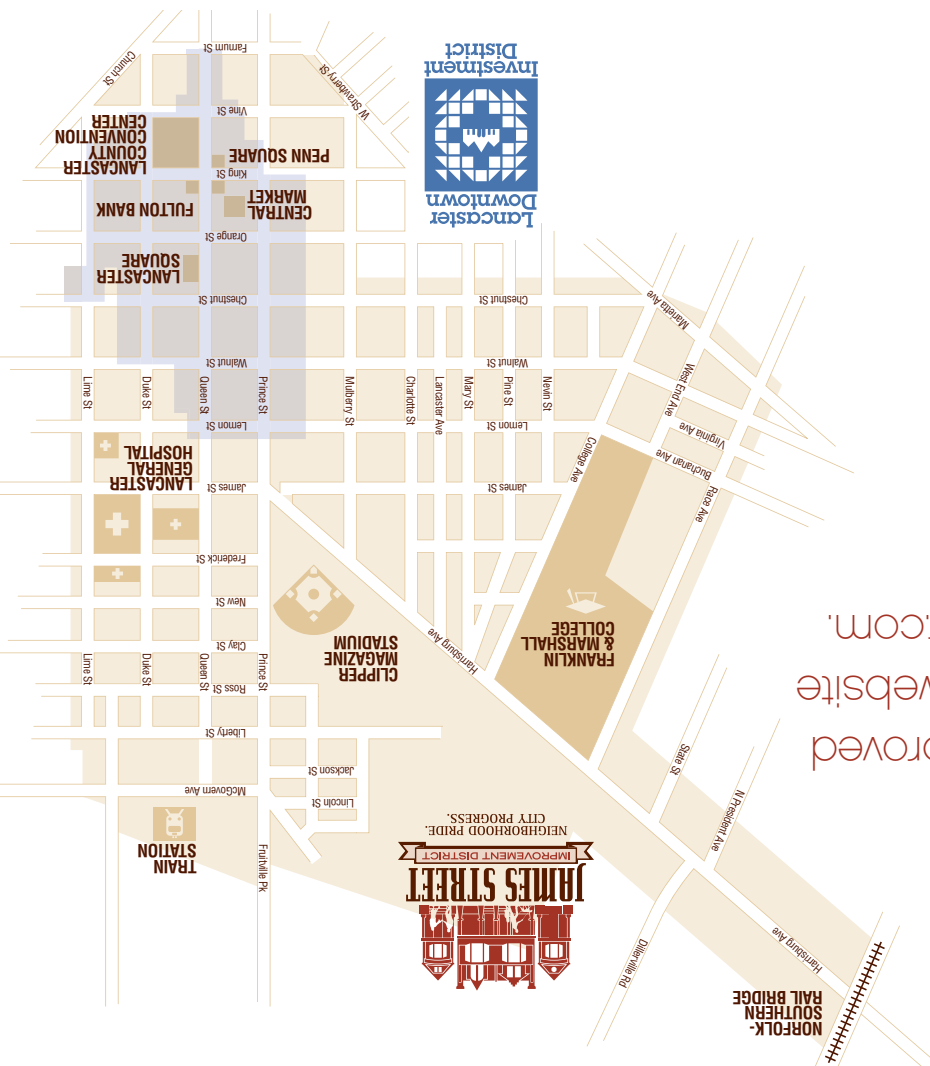 NORFOLK-
SOUTHERN
RAIL BRIDGE
Harrisburg Ave
Dillerville Rd
JAMES STREET
IMPROVEMENT DISTRICT
NEIGHBORHOOD PRIDE.
CITY PROGRESS.
TRAIN
STATION
Fruitville Pk
N President Ave
State St
Lincoln St
Jackson St
McGovern Ave
Liberty St
Ross St
roved
website
.com.
FRANKLIN
& MARSHALL
COLLEGE
Harrisburg Ave
CLIPPER
MAGAZINE
STADIUM
Prince St
Queen St
Duke St
Lime St
Clay St
New St
Frederick St
Race Ave
College Ave
Buchanan Ave
Virginia Ave
West End Ave
Marietta Ave
James St
James St
LANCASTER
GENERAL
HOSPITAL
Lemon St
Lemon St
Nevin St
Pine St
Mary St
Lancaster Ave
Charlotte St
Mulberry St
Prince St
Queen St
Duke St
Lime St
Walnut St
Walnut St
Chestnut St
Chestnut St
LANCASTER
SQUARE
Orange St
Lancaster
Downtown
Investment
District
CENTRAL
MARKET
FULTON BANK
King St
PENN SQUARE
LANCASTER
COUNTY
CONVENTION
CENTER
Vine St
W Strawberry St
Church St
Farnum St